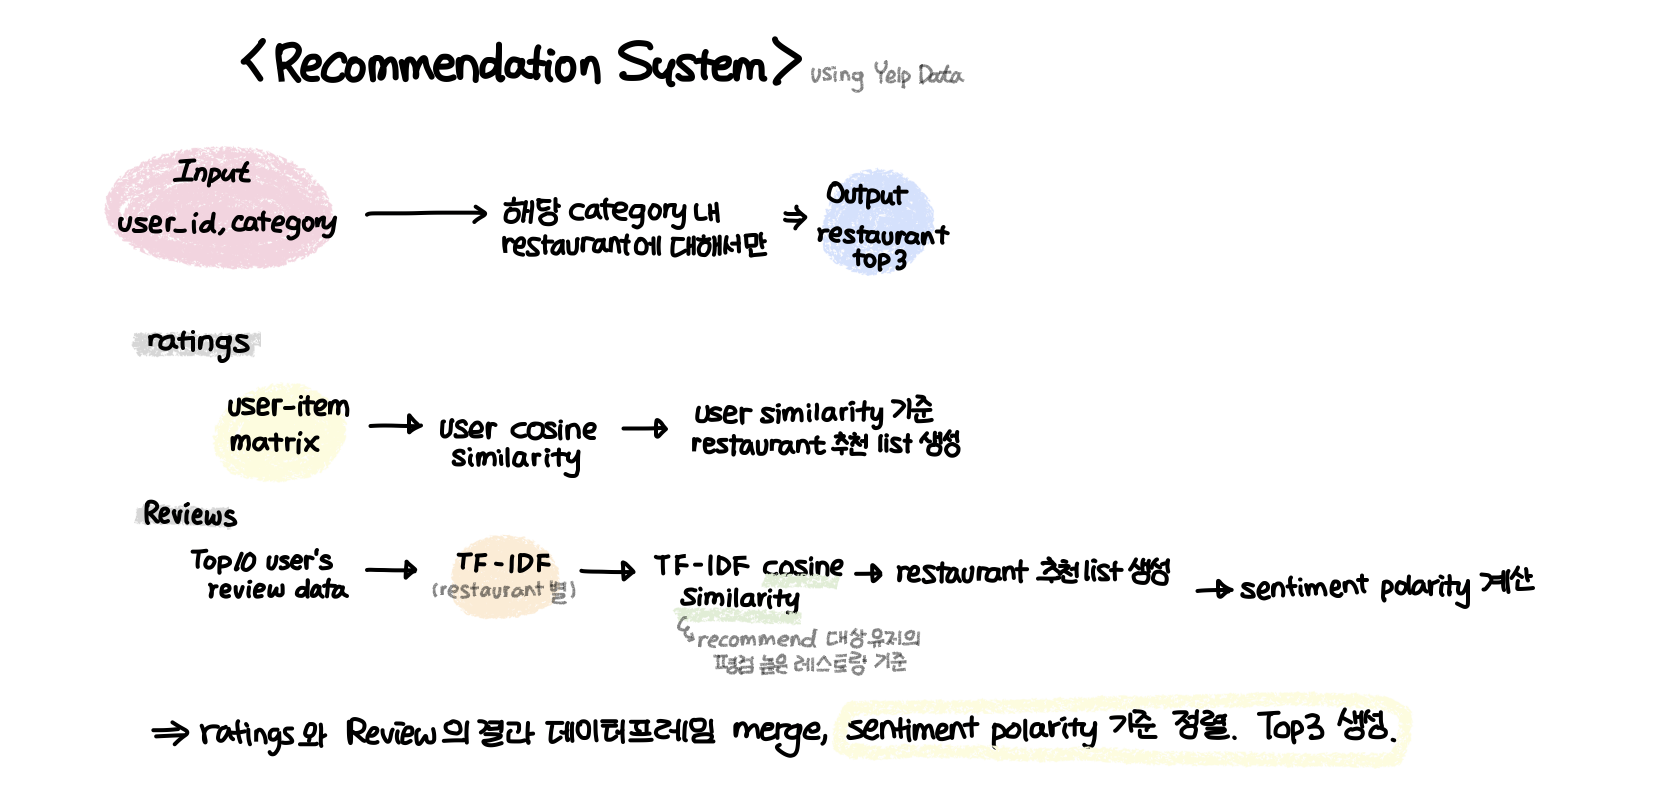 <Recommendation System> using Yelp Data
Input
user_id, category
→ 해당 category 내
restaurant에 대해서만
⇒ Output
restaurant
top 3
ratings
user-item
matrix
→ user cosine
similarity
→ user similarity 기준
restaurant 추천 list 생성
Reviews
Top10 user's
review data
→ TF-IDF
(restaurant 별)
→ TF-IDF cosine
Similarity
↳ recommend 대상유저의
평점 높은 레스토랑 기준
→ restaurant 추천 list 생성
→ sentiment polarity 계산
⇒ ratings와 Review의 결과 데이터프레임 merge, sentiment polarity 기준 정렬. Top3 생성.